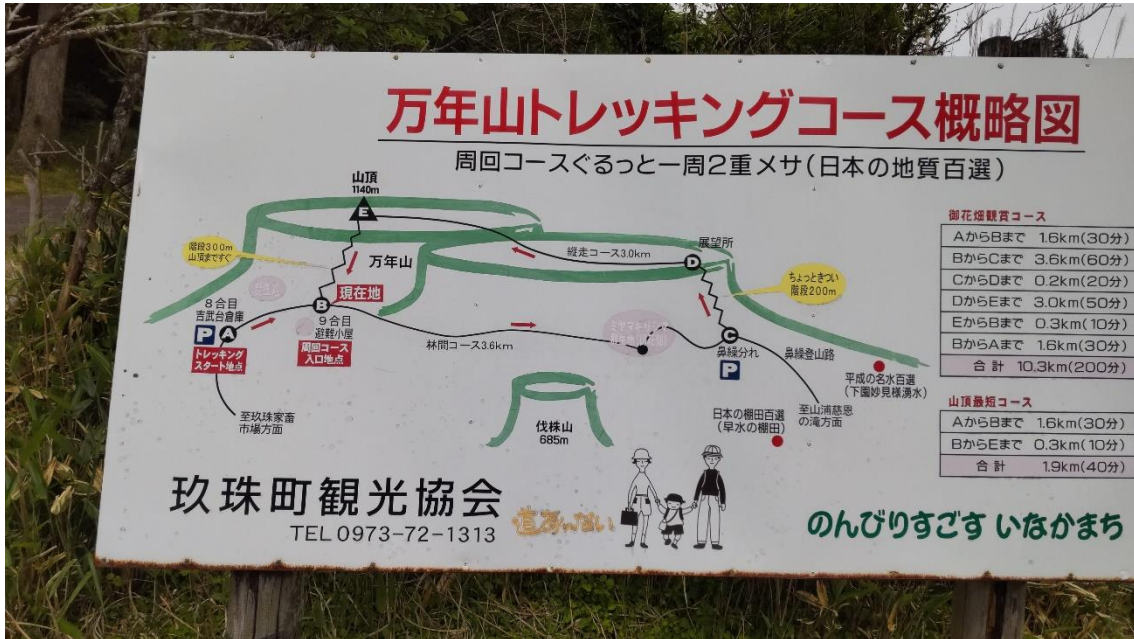 万年山トレッキングコース概略図
周回コースぐるっと一周2重メサ(日本の地質百選)
山頂
1140m
E
階段300m
山頂まですぐ
万年山
縦走コース3.0km
展望所
D
ちょっときつい
階段200m
8合目
吉武台倉庫
P
A
トレッキング
スタート地点
B
現在地
9合目
避難小屋
周回コース
入口地点
林間コース3.6km
ミヤマキリシマ
C
鼻繰分れ
P
鼻繰登山路
平成の名水百選
(下園妙見様湧水)
至玖珠家畜
市場方面
伐株山
685m
日本の棚田百選
(早水の棚田)
至山浦慈恩
の滝方面
御花畑観賞コース
AからBまで 1.6km(30分)
BからCまで 3.6km(60分)
CからDまで 0.2km(20分)
DからEまで 3.0km(50分)
EからBまで 0.3km(10分)
BからAまで 1.6km(30分)
合計 10.3km(200分)
山頂最短コース
AからBまで 1.6km(30分)
BからEまで 0.3km(10分)
合計 1.9km(40分)
玖珠町観光協会
TEL 0973-72-1313
のんびりすごす いなかまち